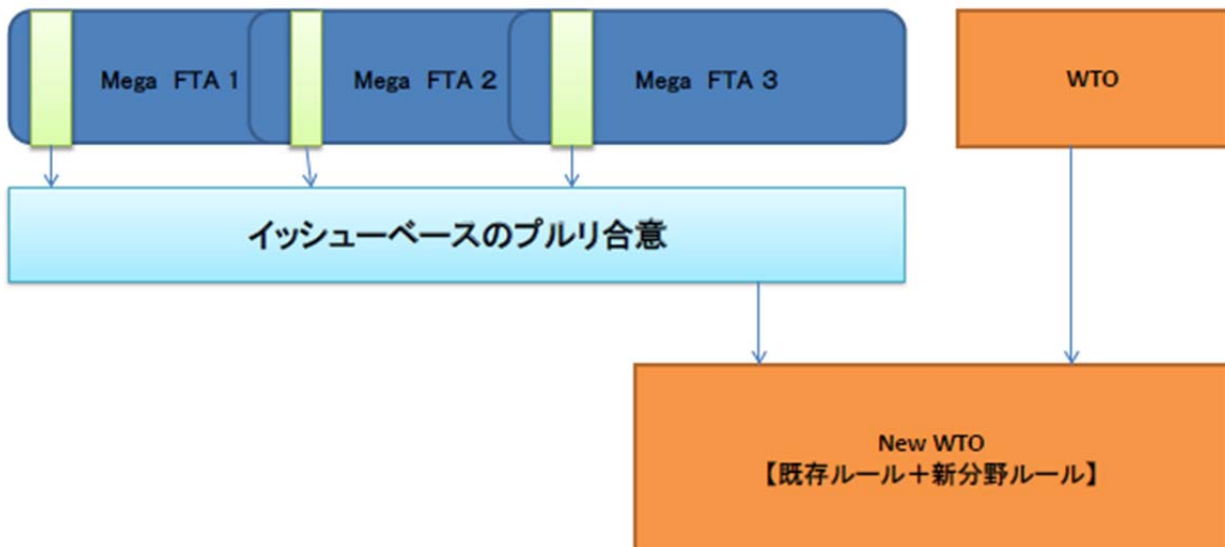 Mega FTA 1
Mega FTA 2
Mega FTA 3
WTO
イッシューベースのプルリ合意
New WTO
【既存ルール＋新分野ルール】